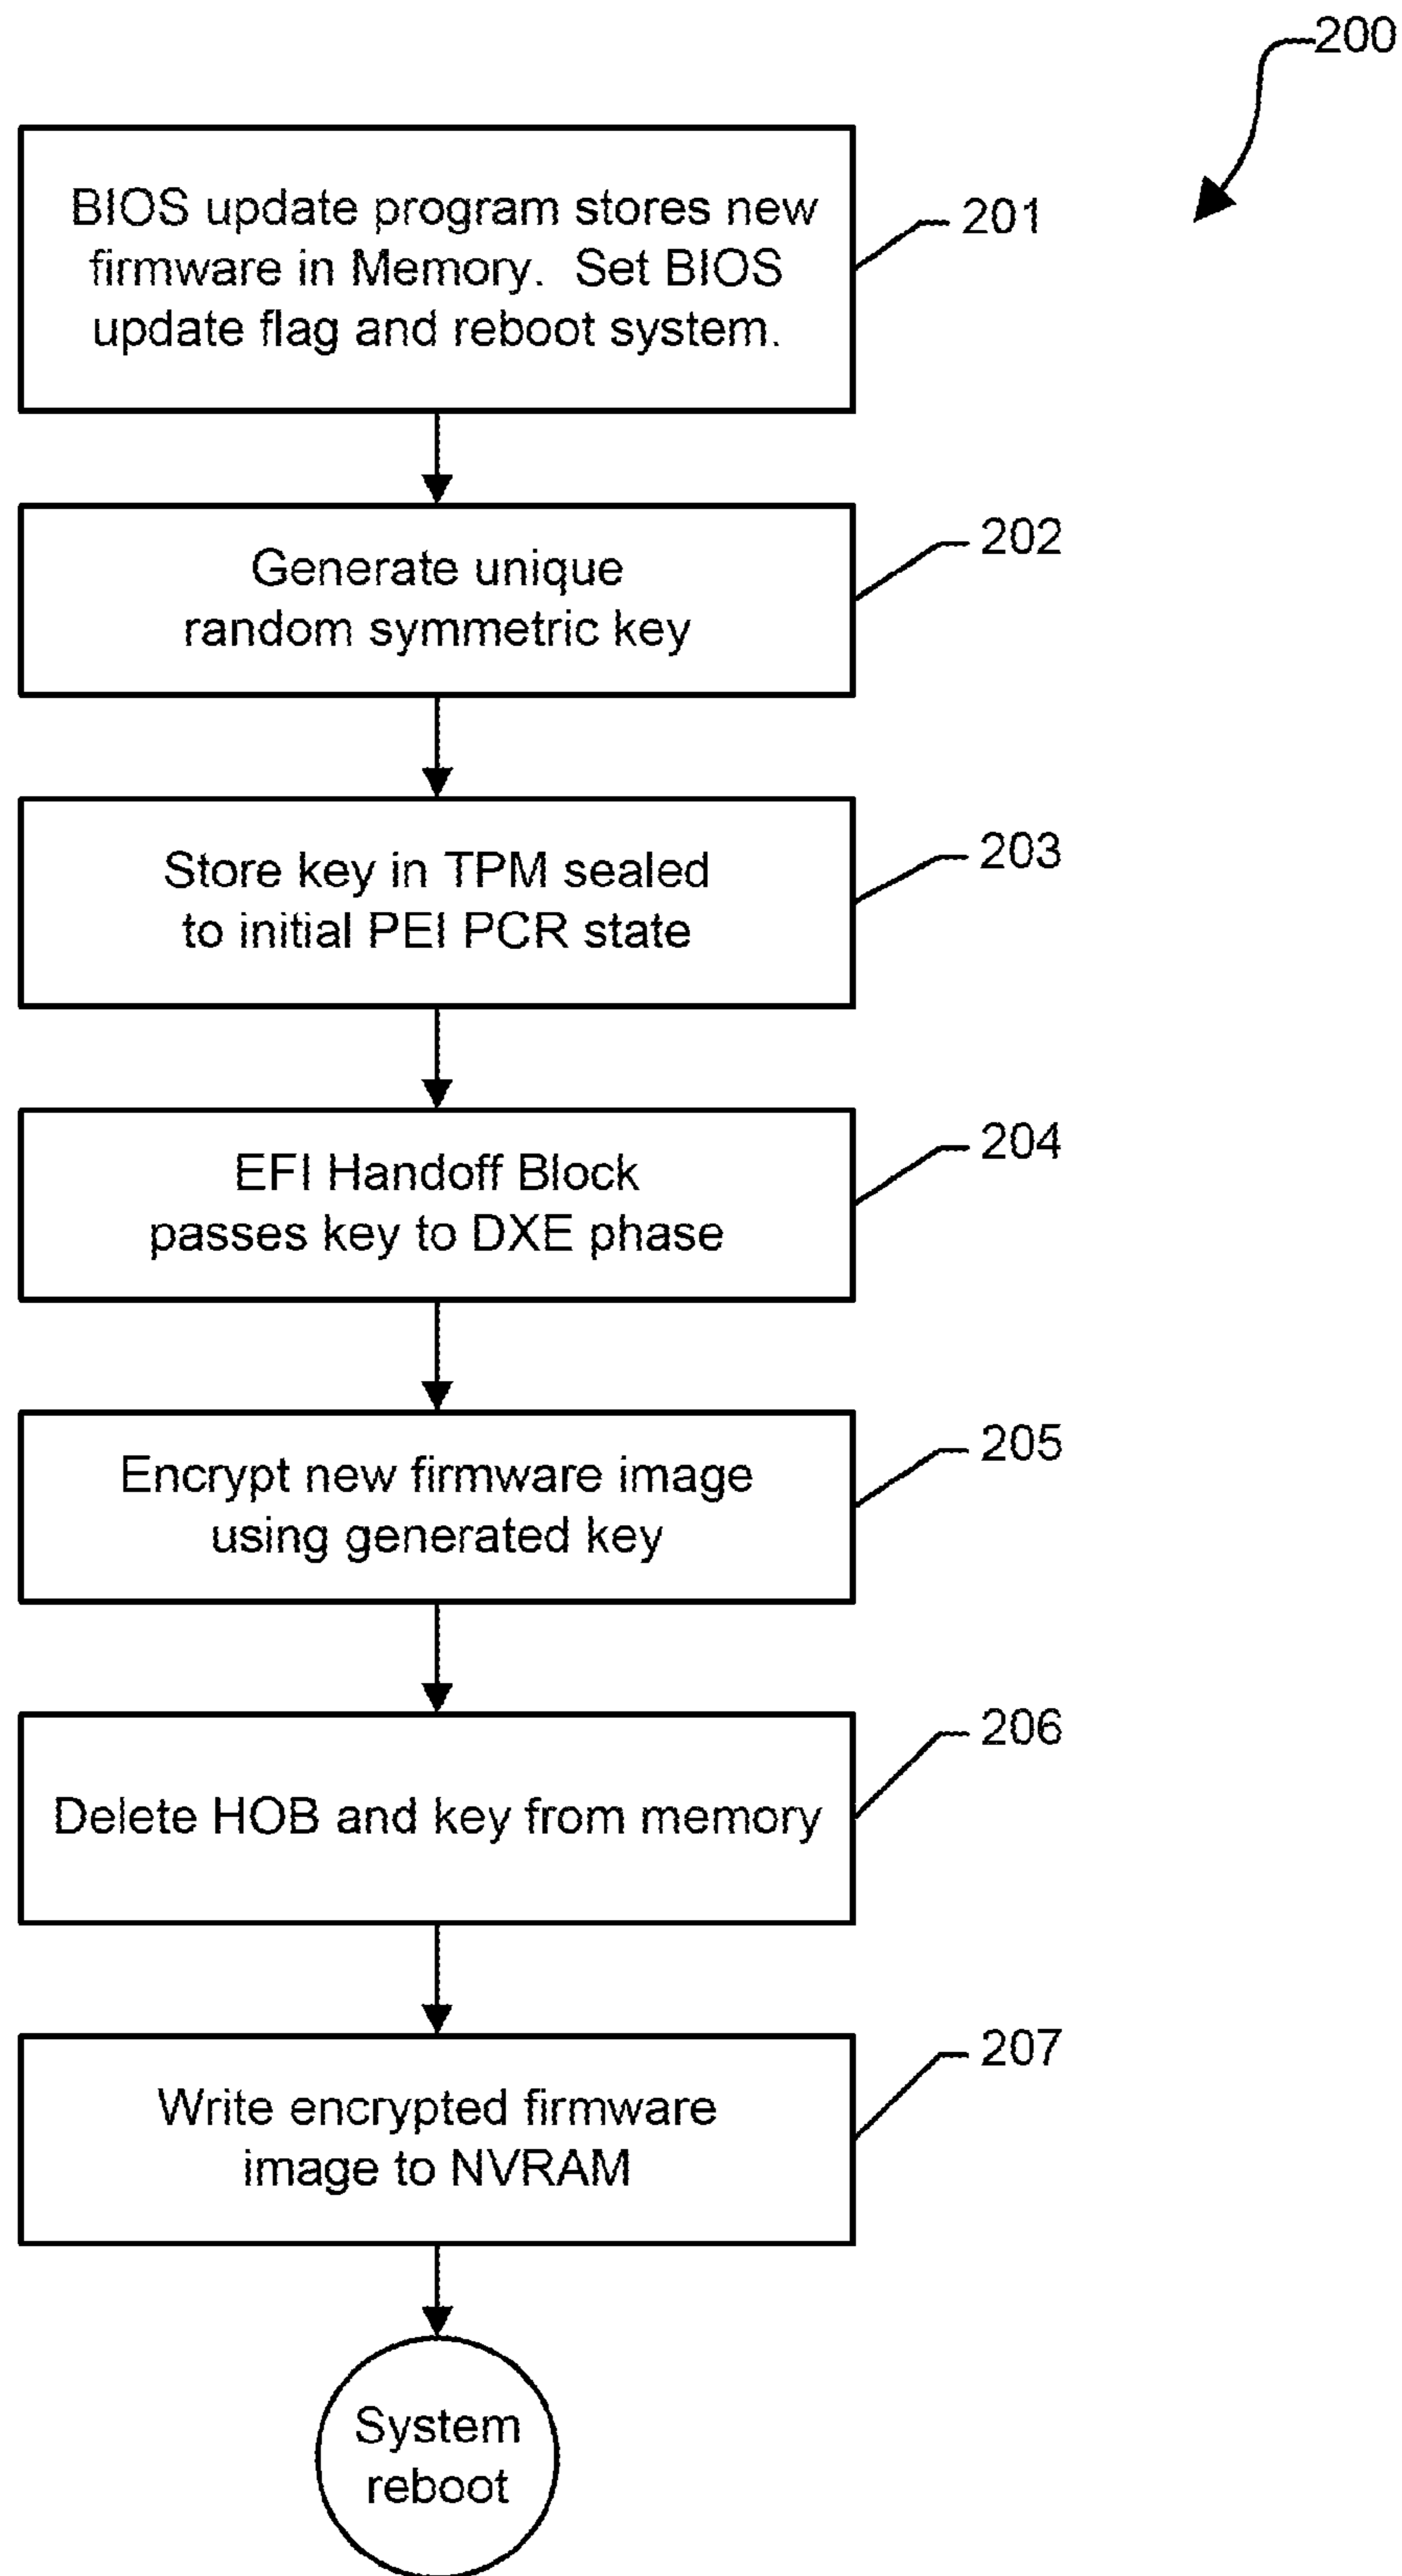 200
BIOS update program stores new
firmware in Memory.  Set BIOS
update flag and reboot system.
201
Generate unique
random symmetric key
202
Store key in TPM sealed
to initial PEI PCR state
203
EFI Handoff Block
passes key to DXE phase
204
Encrypt new firmware image
using generated key
205
Delete HOB and key from memory
206
Write encrypted firmware
image to NVRAM
207
System
reboot